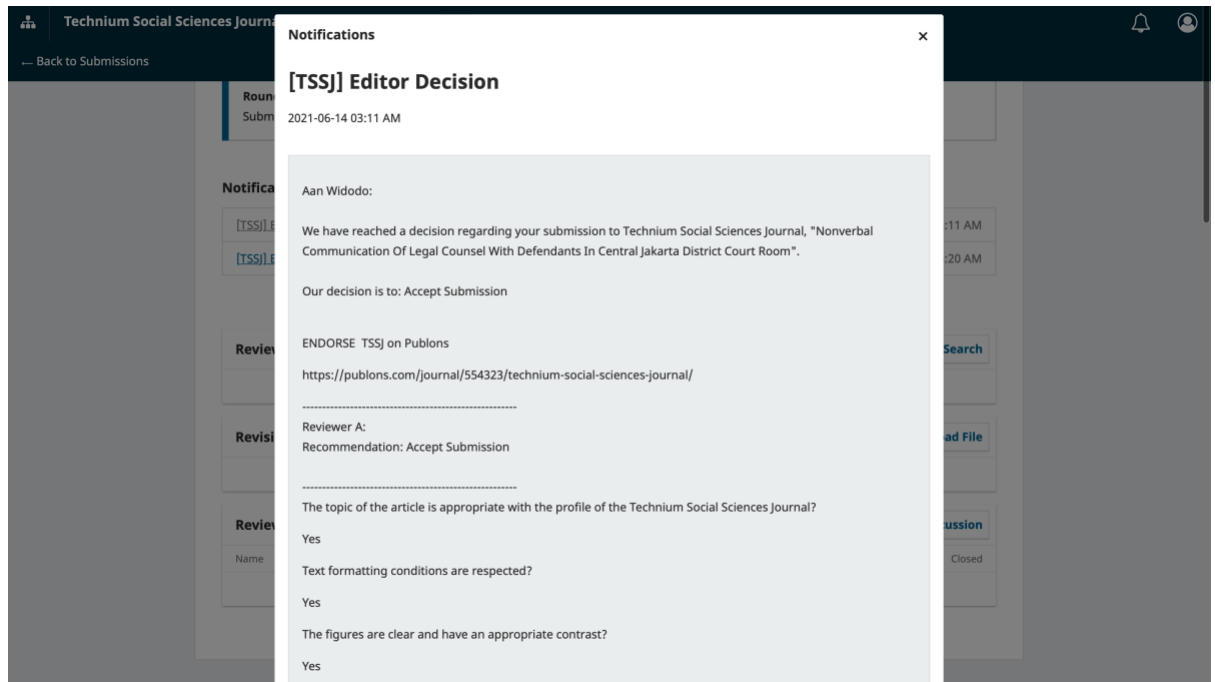 Technium Social Sciences
← Back to Submissions
Notifications
×
[TSSJ] Editor Decision
2021-06-14 03:11 AM
Aan Widodo:
We have reached a decision regarding your submission to Technium Social Sciences Journal, "Nonverbal
Communication Of Legal Counsel With Defendants In Central Jakarta District Court Room".
Our decision is to: Accept Submission
ENDORSE TSSJ on Publons
https://publons.com/journal/554323/technium-social-sciences-journal/
------------------------------------------------------
Reviewer A:
Recommendation: Accept Submission
------------------------------------------------------
The topic of the article is appropriate with the profile of the Technium Social Sciences Journal?
Yes
Text formatting conditions are respected?
Yes
The figures are clear and have an appropriate contrast?
Yes
[TSSJ]
:11 AM
[TSSJ]
:20 AM
Search
File
Name
Closed